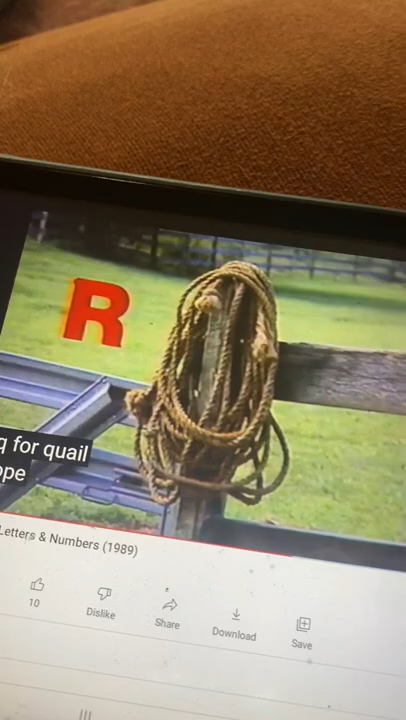 R
q for quail
ope
Letters & Numbers (1989)
10
Dislike
Share
Download
Save